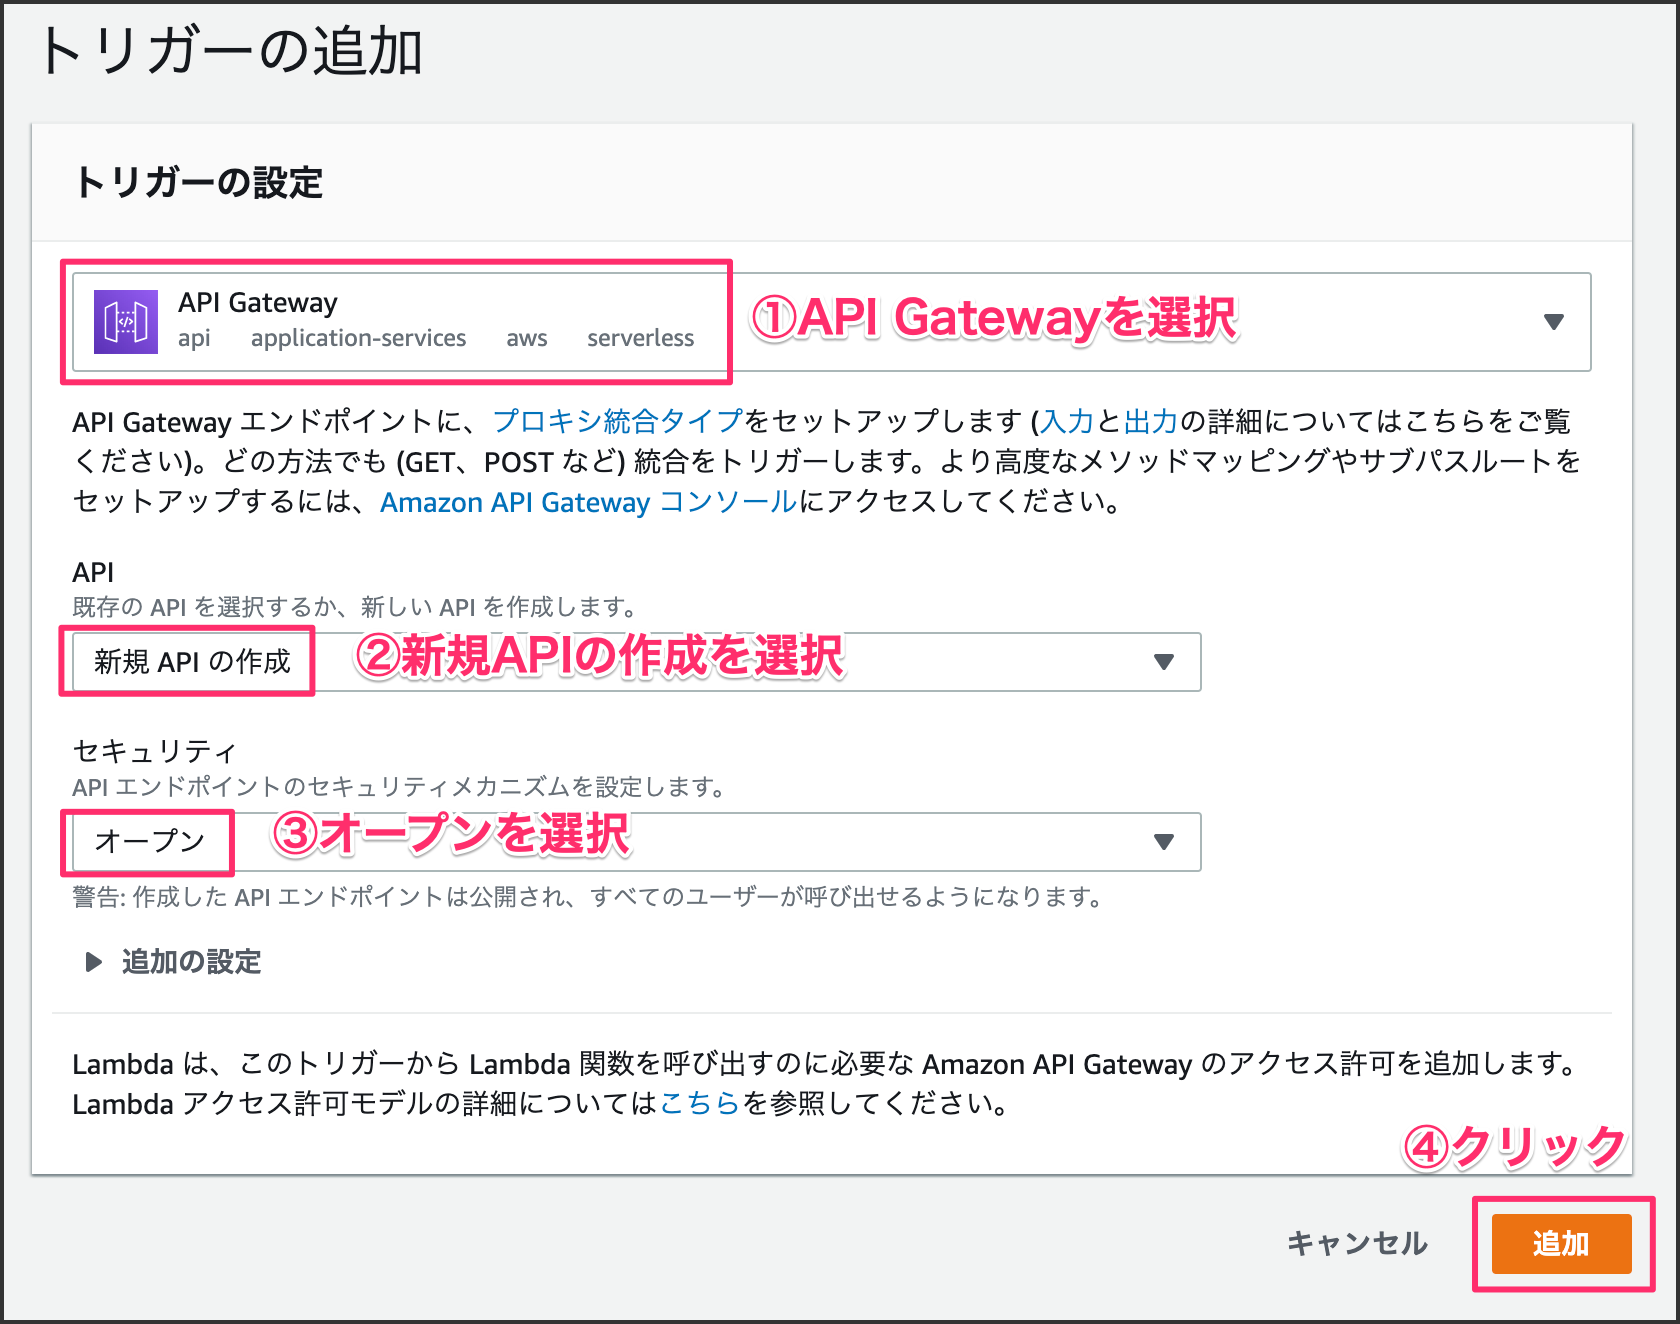 トリガーの追加
トリガーの設定
API Gateway
api application-services aws serverless
①API Gatewayを選択
API Gateway エンドポイントに、プロキシ統合タイプをセットアップします (入力と出力の詳細についてはこちらをご覧
ください)。どの方法でも (GET、POST など) 統合をトリガーします。より高度なメソッドマッピングやサブパスルートを
セットアップするには、Amazon API Gateway コンソールにアクセスしてください。
API
既存の API を選択するか、新しい API を作成します。
新規 API の作成
②新規APIの作成を選択
セキュリティ
API エンドポイントのセキュリティメカニズムを設定します。
オープン
③オープンを選択
警告: 作成した API エンドポイントは公開され、すべてのユーザーが呼び出せるようになります。
追加の設定
Lambda は、このトリガーから Lambda 関数を呼び出すのに必要な Amazon API Gateway のアクセス許可を追加します。
Lambda アクセス許可モデルの詳細についてはこちらを参照してください。
④クリック
キャンセル
追加